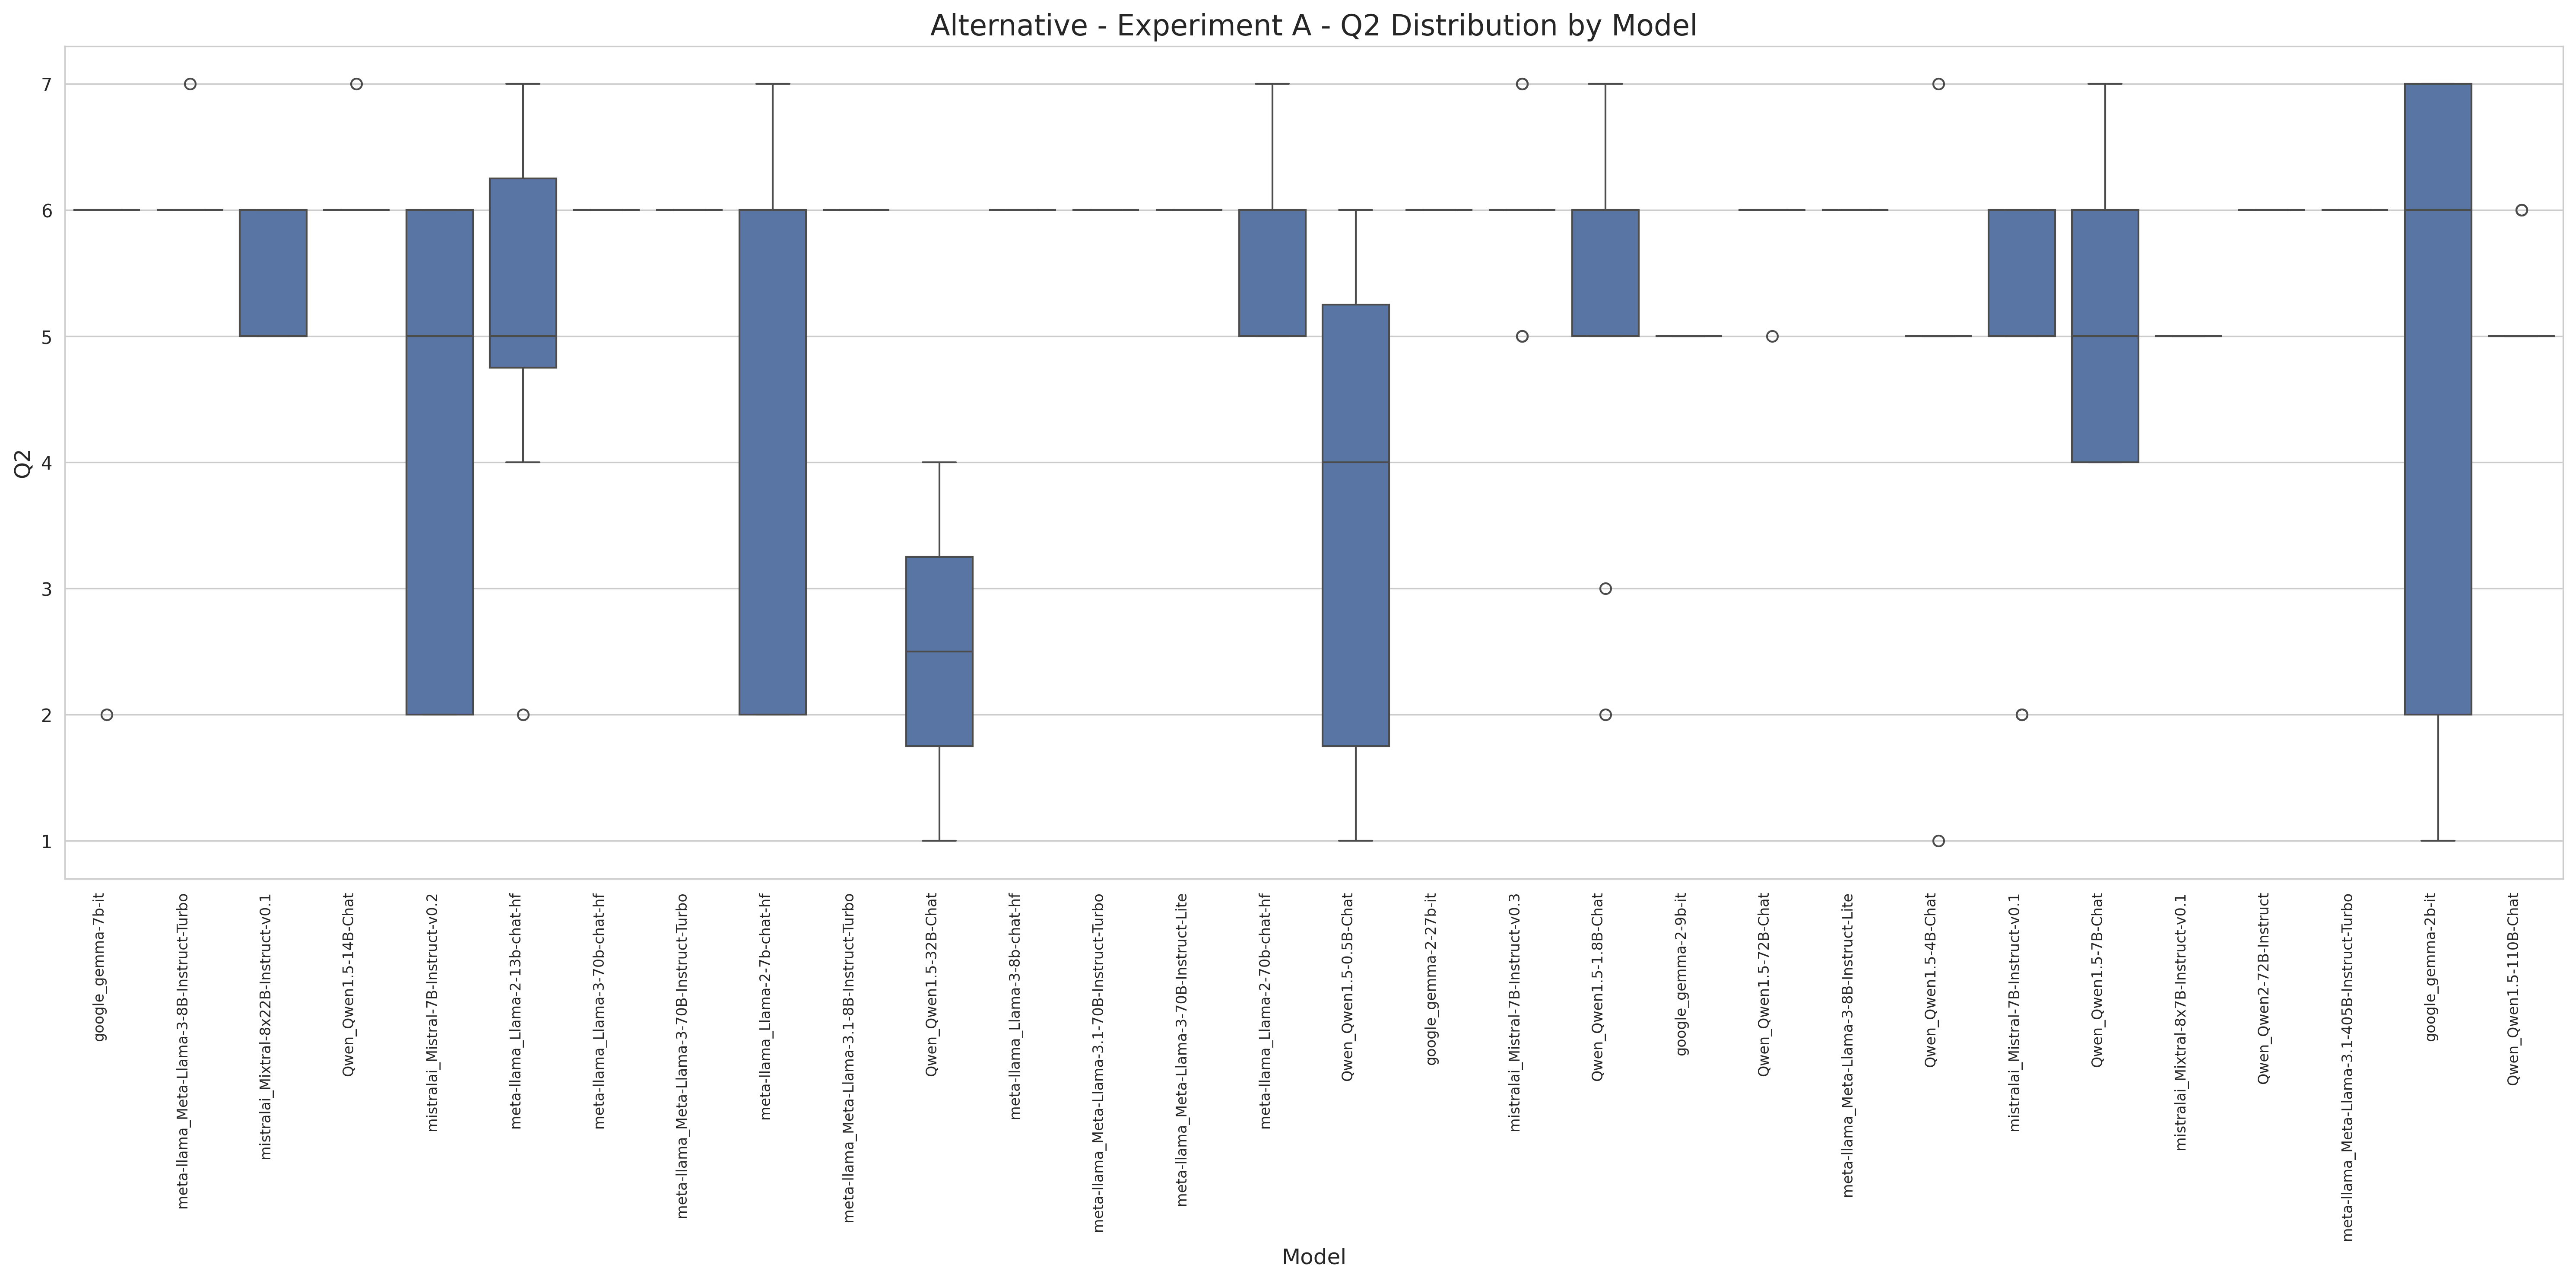 Alternative - Experiment A - Q2 Distribution by Model
Q2
7
6
5
4
3
2
1
google_gemma-7b-it
meta-llama_Meta-Llama-3-8B-Instruct-Turbo
mistralai_Mixtral-8x22B-Instruct-v0.1
Qwen_Qwen1.5-14B-Chat
mistralai_Mistral-7B-Instruct-v0.2
meta-llama_Llama-2-13b-chat-hf
meta-llama_Llama-3-70b-chat-hf
meta-llama_Meta-Llama-3-70B-Instruct-Turbo
meta-llama_Llama-2-7b-chat-hf
meta-llama_Meta-Llama-3.1-8B-Instruct-Turbo
Qwen_Qwen1.5-32B-Chat
meta-llama_Llama-3-8b-chat-hf
meta-llama_Meta-Llama-3.1-70B-Instruct-Turbo
meta-llama_Meta-Llama-3-70B-Instruct-Lite
meta-llama_Llama-2-70b-chat-hf
Qwen_Qwen1.5-0.5B-Chat
google_gemma-2-27b-it
mistralai_Mistral-7B-Instruct-v0.3
Qwen_Qwen1.5-1.8B-Chat
google_gemma-2-9b-it
Qwen_Qwen1.5-72B-Chat
meta-llama_Meta-Llama-3-8B-Instruct-Lite
Qwen_Qwen1.5-4B-Chat
mistralai_Mistral-7B-Instruct-v0.1
Qwen_Qwen1.5-7B-Chat
mistralai_Mixtral-8x7B-Instruct-v0.1
Qwen_Qwen2-72B-Instruct
meta-llama_Meta-Llama-3.1-405B-Instruct-Turbo
google_gemma-2b-it
Qwen_Qwen1.5-110B-Chat
Model